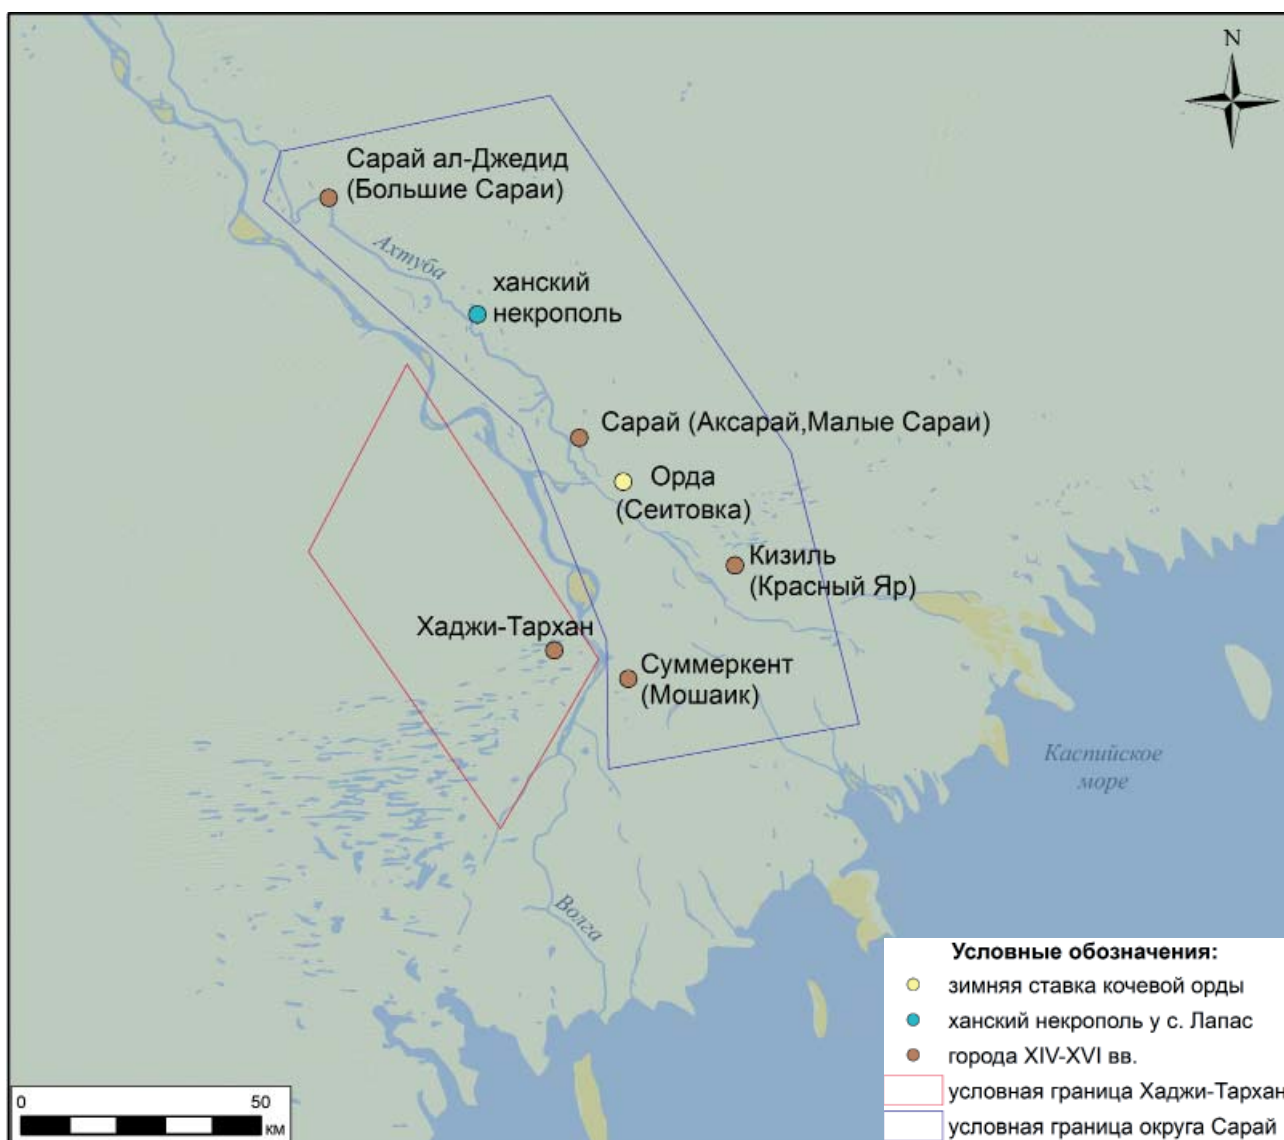 N
Сарай ал-Джедид
(Большие Сараи)
Ахтуба
ханский
некрополь
Сарай (Аксарай,Малые Сараи)
Орда
(Сеитовка)
Кизиль
(Красный Яр)
Хаджи-Тархан
Суммеркент
(Мошаик)
Каспийское
море
Волга
Условные обозначения:
зимняя ставка кочевой орды
ханский некрополь у с. Лапас
города XIV-XVI вв.
условная граница Хаджи-Тархан
условная граница округа Сарай
0 50
км